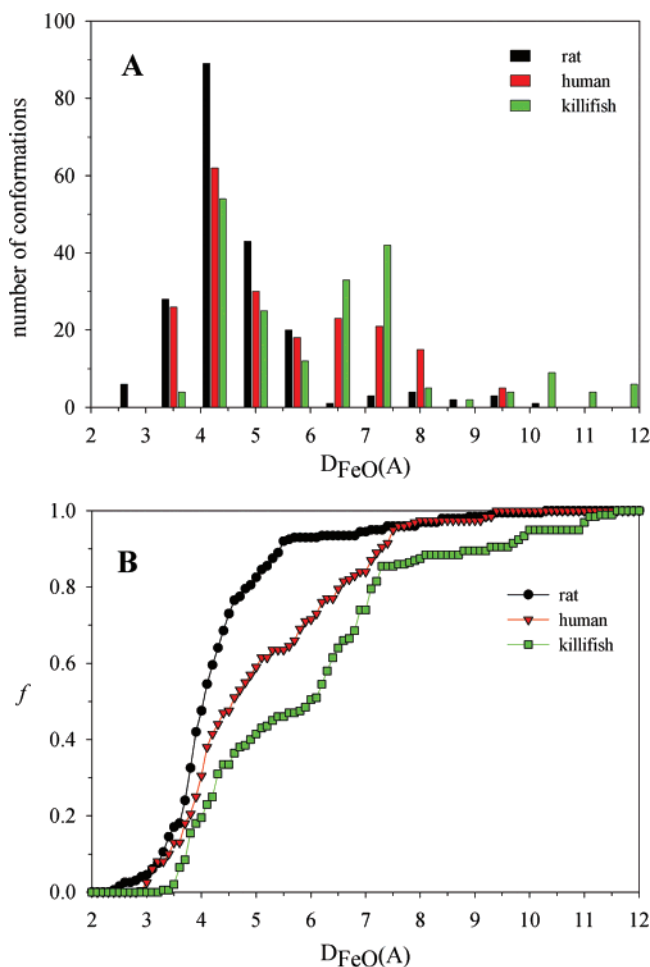 A
rat
human
killifish
number of conformations
100
80
60
40
20
0
2 3 4 5 6 7 8 9 10 11 12
D_FeO(A)
B
rat
human
killifish
f
1.0
0.8
0.6
0.4
0.2
0.0
2 3 4 5 6 7 8 9 10 11 12
D_FeO(A)